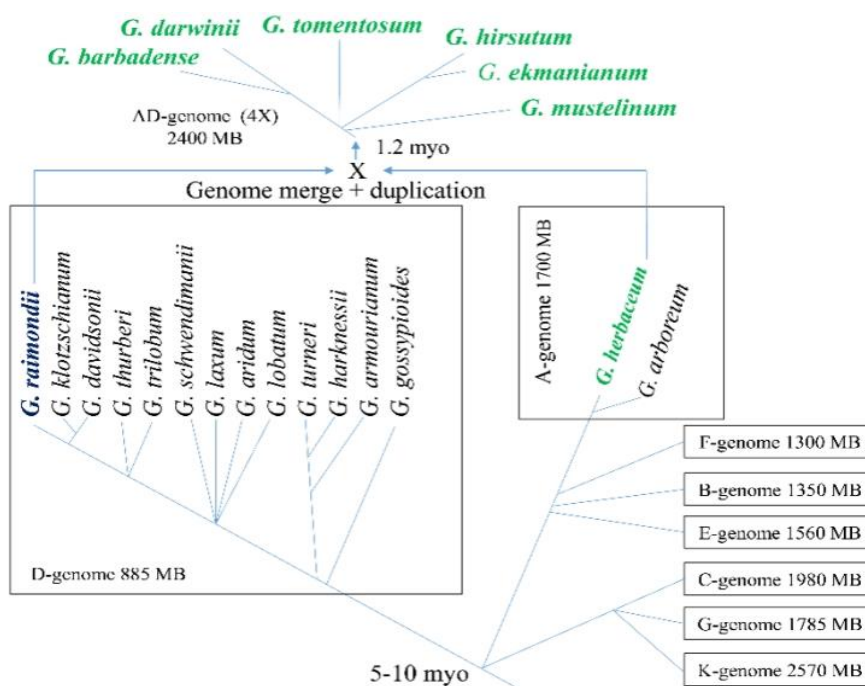 G. darwinii
G. tomentosum
G. hirsutum
G. barbadense
G. ekmanianum
G. mustelinum
AD-genome (4X)
2400 MB
1.2 myo
X
Genome merge + duplication
G. raimondii
G. klotzschianum
G. davidsonii
G. thurberi
G. trilobum
G. schwendimanii
G. laxum
G. aridum
G. lobatum
G. turneri
G. harknessii
G. armourianum
G. gossypioides
D-genome 885 MB
A-genome 1700 MB
G. herbaceum
G. arboreum
F-genome 1300 MB
B-genome 1350 MB
E-genome 1560 MB
C-genome 1980 MB
G-genome 1785 MB
K-genome 2570 MB
5-10 myo